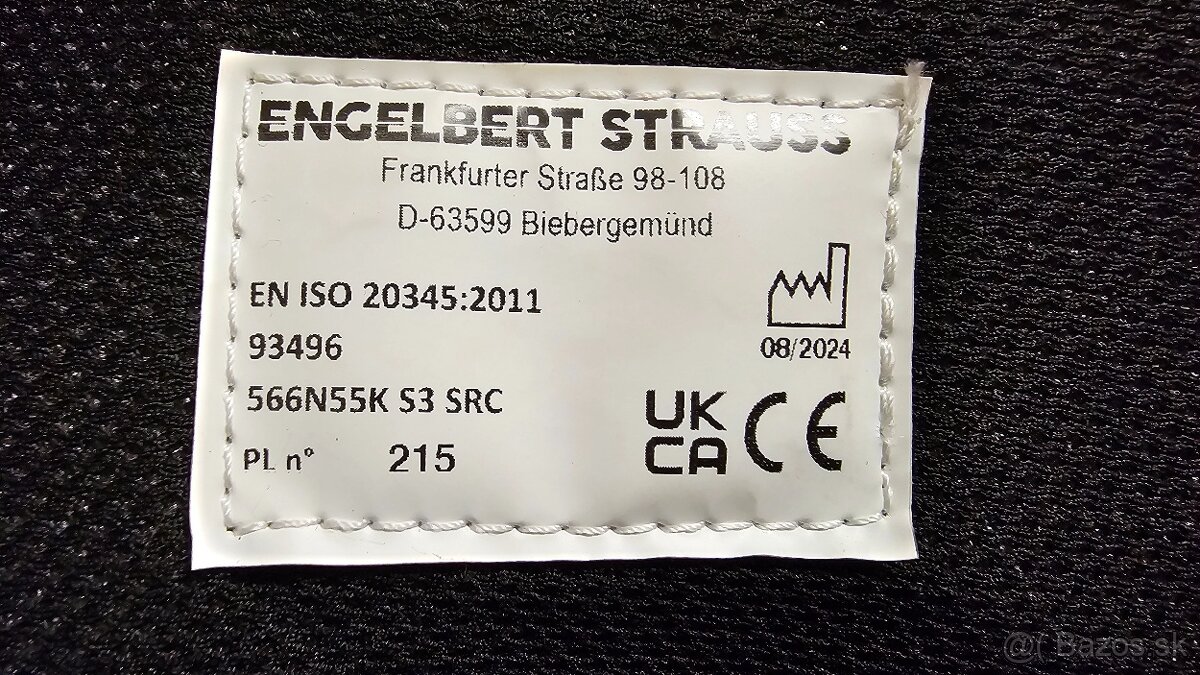 ENGELBERT STRAUSS
Frankfurter Straße 98-108
D-63599 Biebergemünd
EN ISO 20345:2011
93496
08/2024
566N55K S3 SRC
UK
CA
CE
PL n° 215
@( Bazos.sk